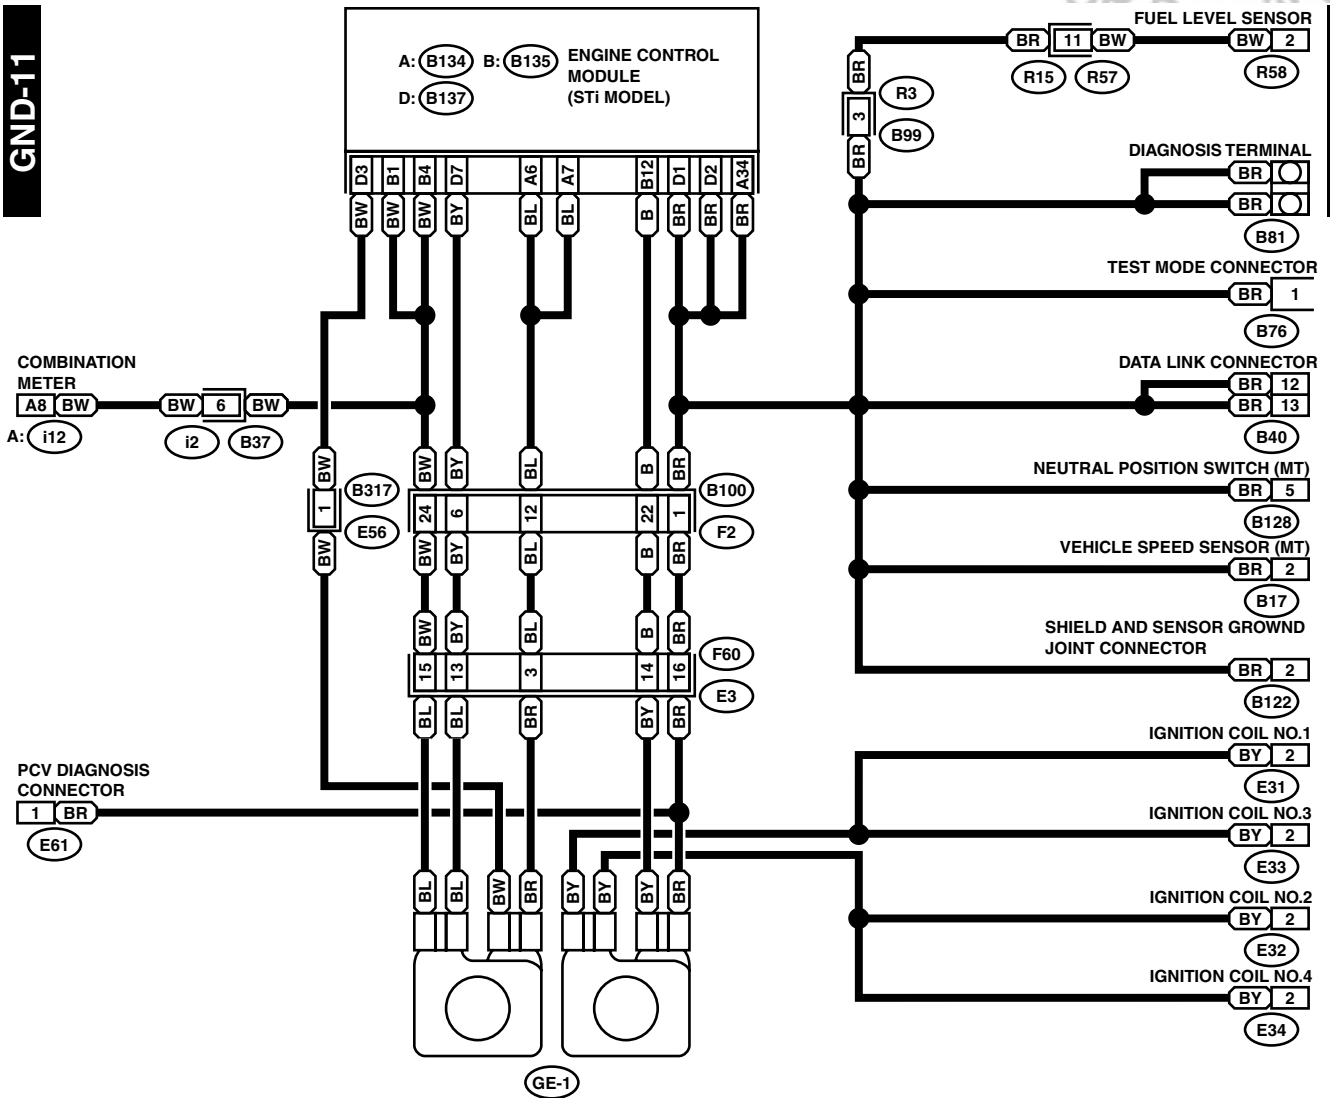 GND-11
A: B134 B: B135 ENGINE CONTROL
MODULE
D: B137 (STi MODEL)
D3 B1 B4 D7 A6 A7 B12 D1 D2 A34
BW BW BW BY BL BL B BR BR BR
FUEL LEVEL SENSOR
BR 11 BW BW 2
R15 R57 R58
BR
R3
3
B99
BR
DIAGNOSIS TERMINAL
BR
BR
B81
TEST MODE CONNECTOR
BR 1
B76
COMBINATION
METER
A8 BW BW 6 BW
A: i12 i2 B37
DATA LINK CONNECTOR
BR 12
BR 13
B40
BW BW BY BL B BR
B317 B100
1 24 6 12 22 1
E56 F2
BW BW BY BL B BR
NEUTRAL POSITION SWITCH (MT)
BR 5
B128
VEHICLE SPEED SENSOR (MT)
BR 2
B17
BW BY BL B BR
F60
15 13 3 14 16
E3
BL BL BR BY BR
SHIELD AND SENSOR GROWND
JOINT CONNECTOR
BR 2
B122
IGNITION COIL NO.1
BY 2
E31
PCV DIAGNOSIS
CONNECTOR
1 BR
E61
IGNITION COIL NO.3
BY 2
E33
BL BL BW BR BY BY BY BR
IGNITION COIL NO.2
BY 2
E32
IGNITION COIL NO.4
BY 2
E34
GE-1